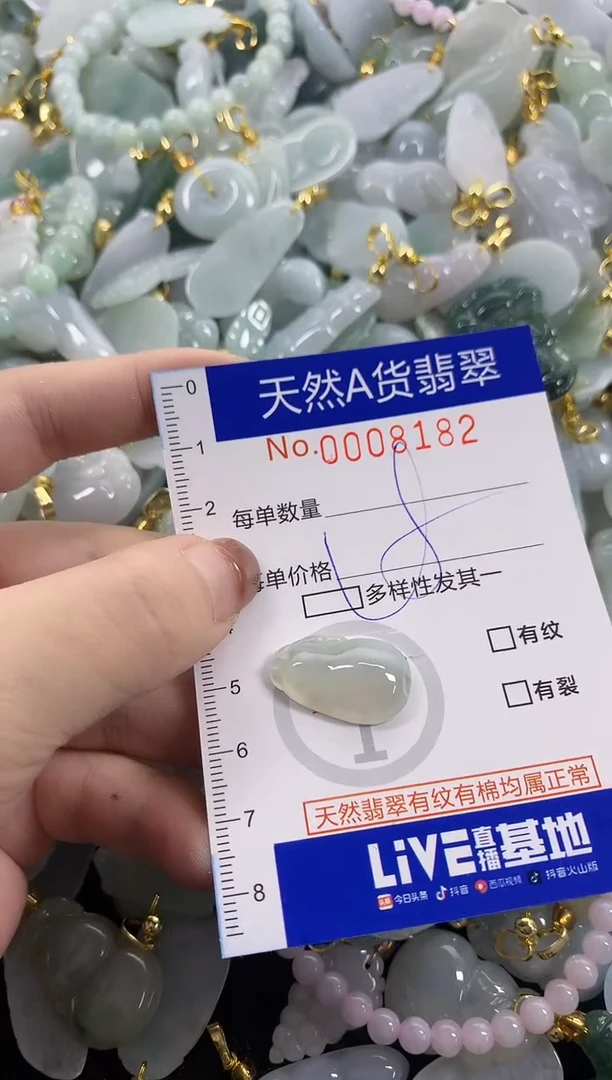 0
天然A货翡翠
No.0008182
1
2
每单数量
每单价格
多样性发其一
有纹
5
有裂
6
7
天然翡翠有纹有棉均属正常
LiVE直播基地
8
今日头条 抖音 西瓜视频 抖音火山版